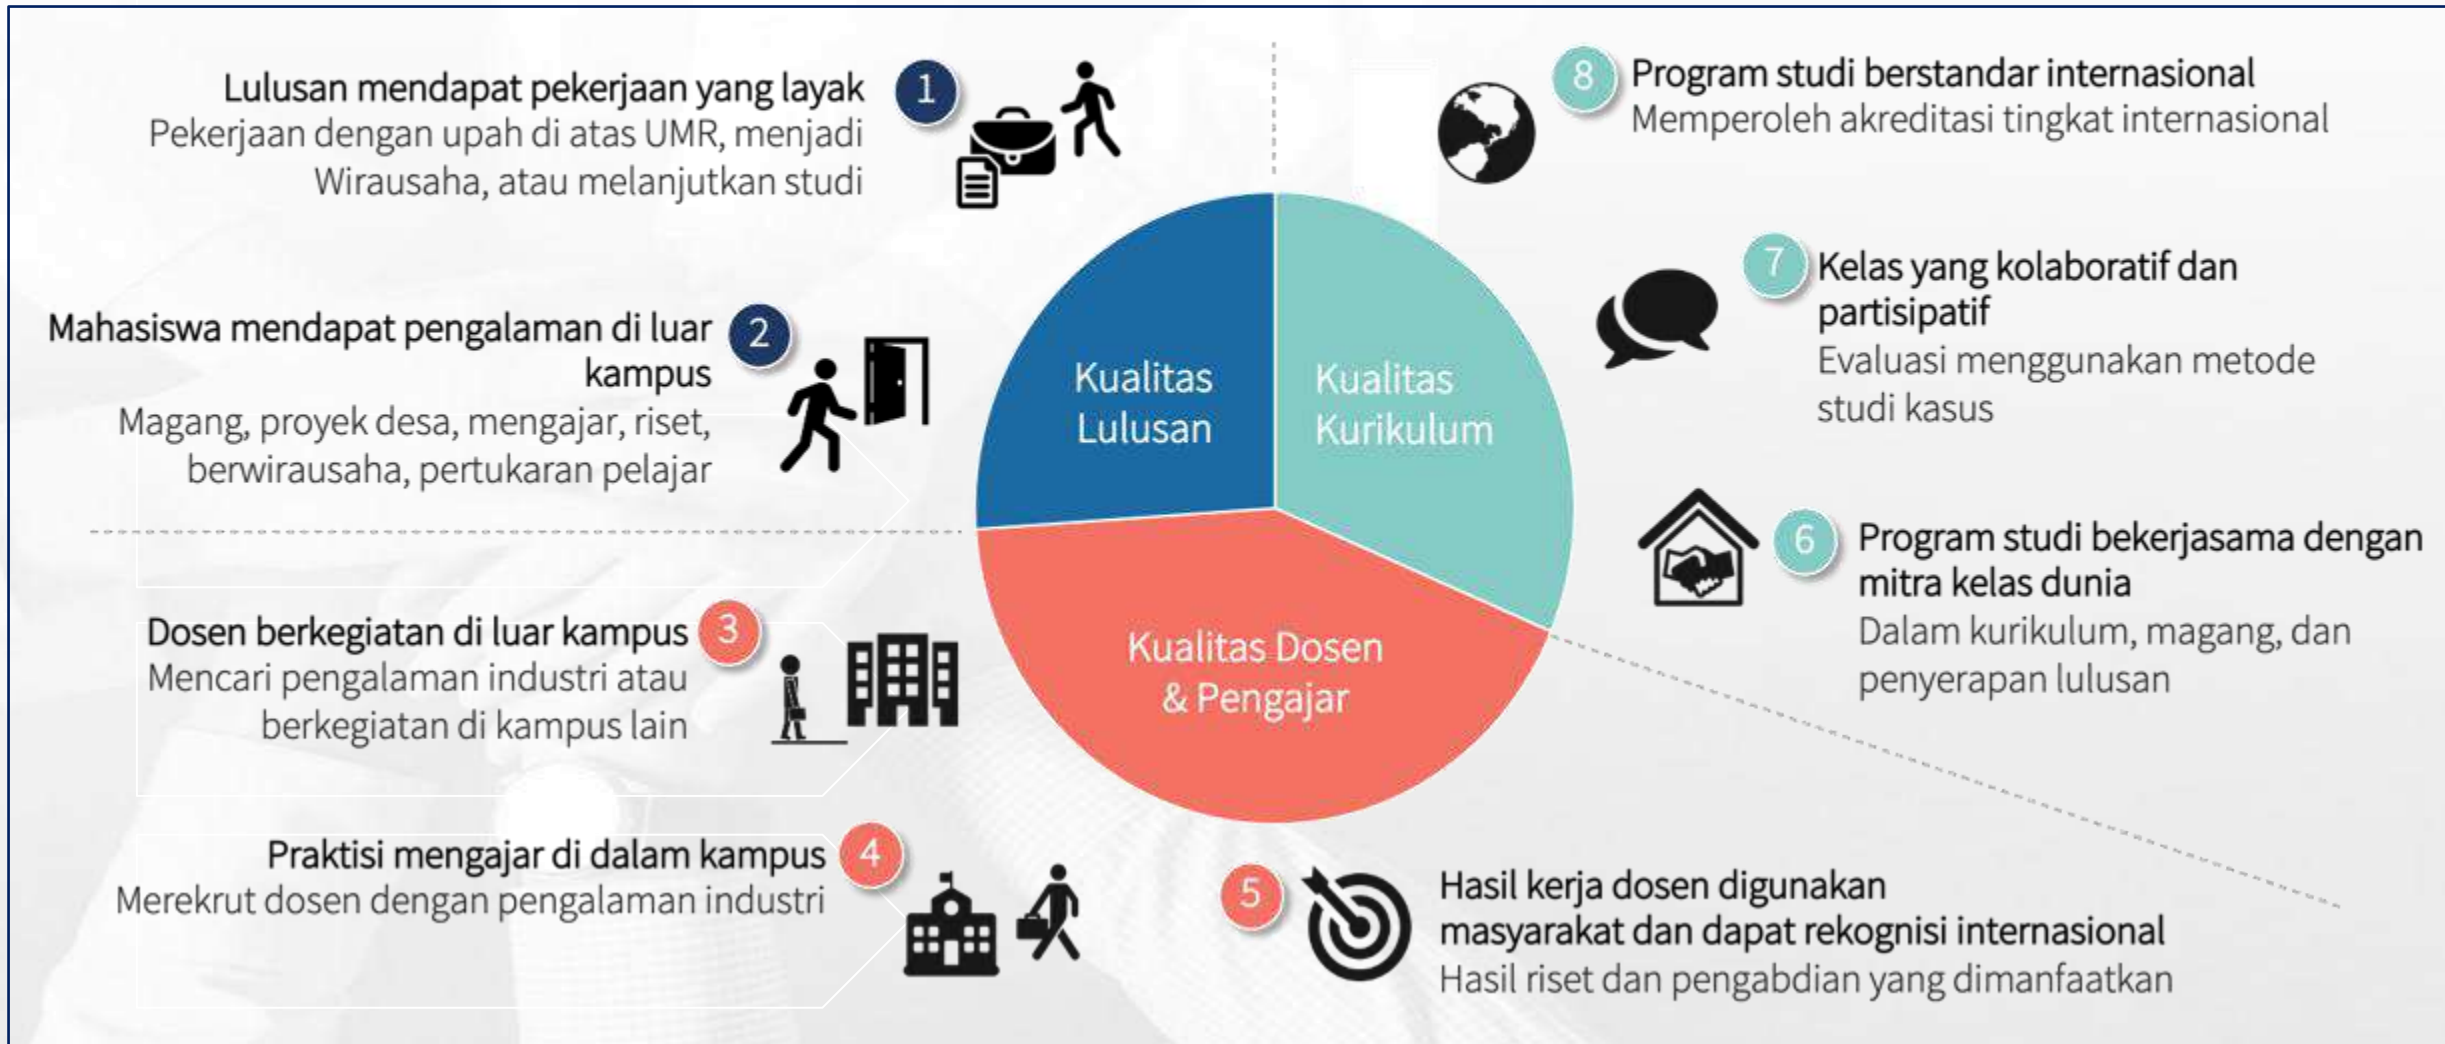 1
Lulusan mendapat pekerjaan yang layak
Pekerjaan dengan upah di atas UMR, menjadi
Wirausaha, atau melanjutkan studi
2
Mahasiswa mendapat pengalaman di luar
kampus
Magang, proyek desa, mengajar, riset,
berwirausaha, pertukaran pelajar
3
Dosen berkegiatan di luar kampus
Mencari pengalaman industri atau
berkegiatan di kampus lain
4
Praktisi mengajar di dalam kampus
Merekrut dosen dengan pengalaman industri
5
Hasil kerja dosen digunakan
masyarakat dan dapat rekognisi internasional
Hasil riset dan pengabdian yang dimanfaatkan
6
Program studi bekerjasama dengan
mitra kelas dunia
Dalam kurikulum, magang, dan
penyerapan lulusan
7
Kelas yang kolaboratif dan
partisipatif
Evaluasi menggunakan metode
studi kasus
8
Program studi berstandar internasional
Memperoleh akreditasi tingkat internasional
Kualitas
Lulusan
Kualitas
Kurikulum
Kualitas Dosen
& Pengajar